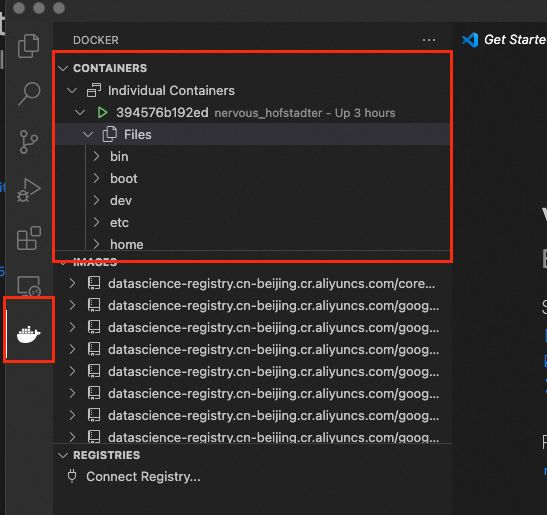 DOCKER
...
Get Starte
CONTAINERS
Individual Containers
394576b192ed nervous_hofstadter - Up 3 hours
Files
bin
boot
dev
etc
home
IMAGES
datascience-registry.cn-beijing.cr.aliyuncs.com/core...
datascience-registry.cn-beijing.cr.aliyuncs.com/goog...
datascience-registry.cn-beijing.cr.aliyuncs.com/goog...
datascience-registry.cn-beijing.cr.aliyuncs.com/goog...
datascience-registry.cn-beijing.cr.aliyuncs.com/goog...
datascience-registry.cn-beijing.cr.aliyuncs.com/goog...
datascience-registry.cn-beijing.cr.aliyuncs.com/goog...
datascience-registry.cn-beijing.cr.aliyuncs.com/goog...
REGISTRIES
Connect Registry...